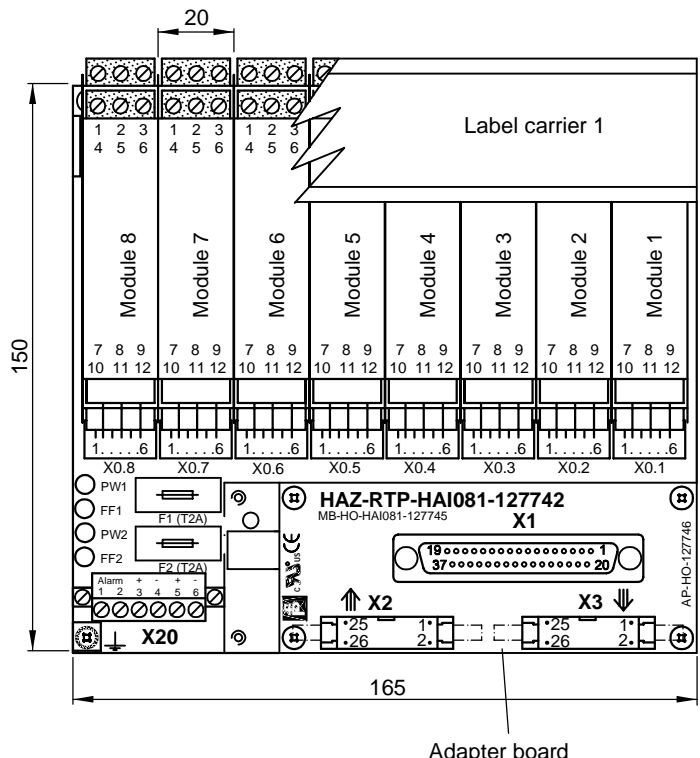 20
Label carrier 1
1 2 3 1 2 3 1 2 3
4 5 6 4 5 6 4 5 6
Module 8
Module 7
Module 6
Module 5
Module 4
Module 3
Module 2
Module 1
150
7 8 9 7 8 9 7 8 9 7 8 9 7 8 9 7 8 9 7 8 9 7 8 9
10 11 12 10 11 12 10 11 12 10 11 12 10 11 12 10 11 12 10 11 12 10 11 12
1.....6 1.....6 1.....6 1.....6 1.....6 1.....6 1.....6 1.....6
X0.8 X0.7 X0.6 X0.5 X0.4 X0.3 X0.2 X0.1
PW1
FF1
PW2
FF2
F1 (T2A)
F2 (T2A)
HAZ-RTP-HAI081-127742
MB-HO-HAI081-127745
X1
19 1
37 20
AP-HO-127746
c UL US CE
Alarm + - + -
1 2 3 4 5 6
X20
X2
X3
25 1
26 2
25 1
26 2
165
Adapter board